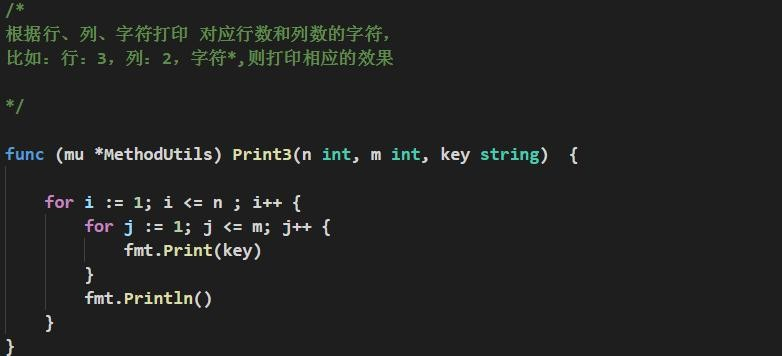 /*
根据行、列、字符打印 对应行数和列数的字符，
比如：行：3，列：2，字符*,则打印相应的效果
*/
func (mu *MethodUtils) Print3(n int, m int, key string)  {
for i := 1; i <= n ; i++ {
for j := 1; j <= m; j++ {
fmt.Print(key)
}
fmt.Println()
}
}